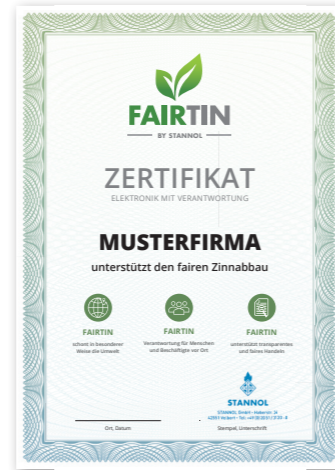 FAIRTIN
BY STANNOL
ZERTIFIKAT
ELEKTRONIK MIT VERANTWORTUNG
MUSTERFIRMA
unterstützt den fairen Zinnabbau
FAIRTIN
schont in besonderer
Weise die Umwelt
FAIRTIN
Verantwortung für Menschen
und Beschäftigte vor Ort
FAIRTIN
unterstützt transparentes
und faires Handeln
STANNOL
STANNOL GmbH
Ort, Datum
Stempel, Unterschrift